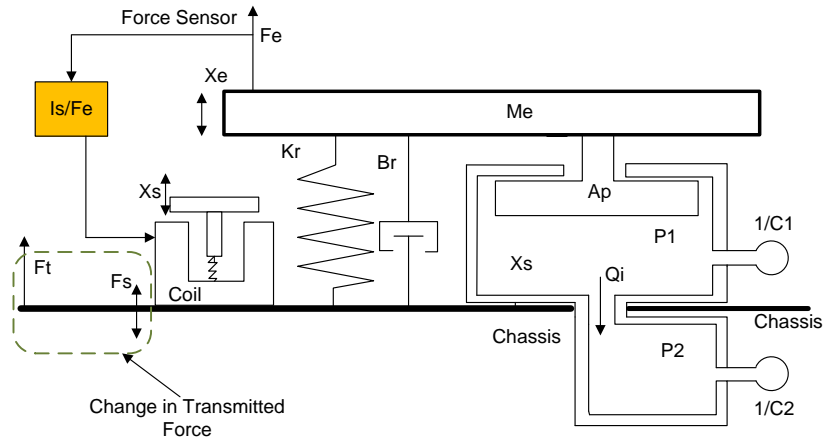 Force Sensor
Fe
Xe
Is/Fe
Me
Kr
Br
Xs
Ap
P1
1/C1
Ft
Fs
Xs
Qi
Coil
Chassis
Chassis
P2
Change in Transmitted
Force
1/C2